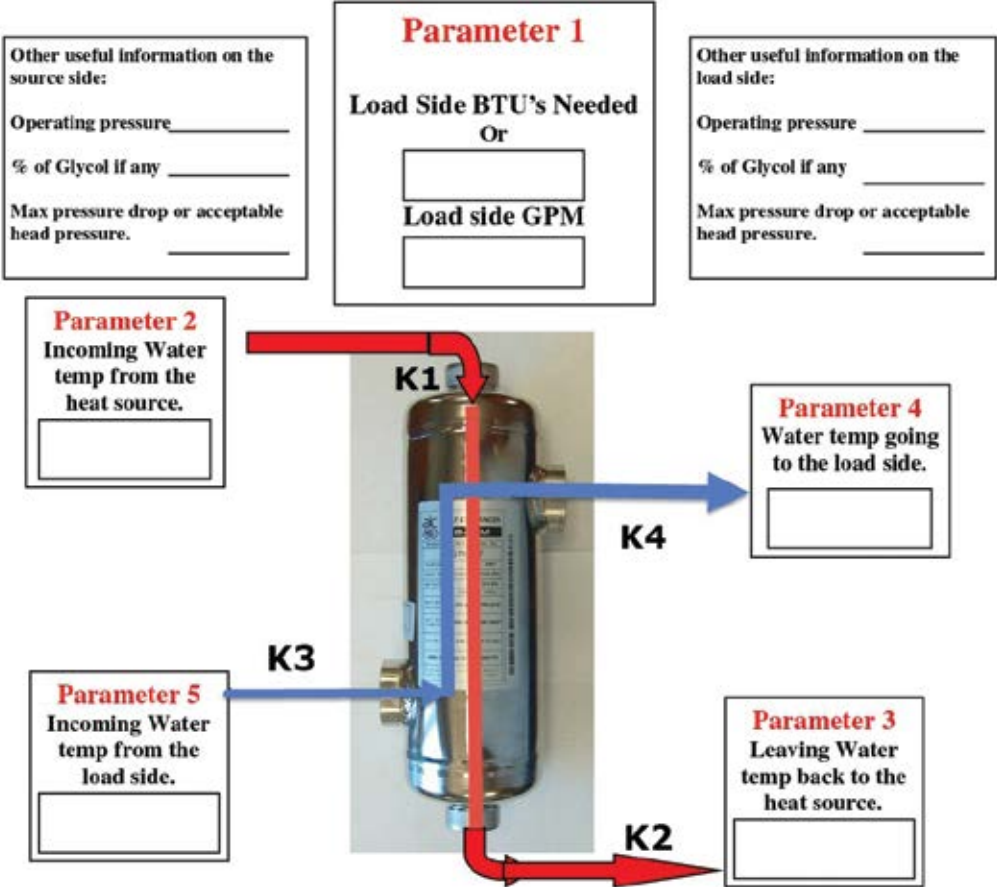 Parameter 1
Load Side BTU's Needed
Or
Load side GPM
Other useful information on the
source side:
Operating pressure
% of Glycol if any
Max pressure drop or acceptable
head pressure.
Other useful information on the
load side:
Operating pressure
% of Glycol if any
Max pressure drop or acceptable
head pressure.
Parameter 2
Incoming Water
temp from the
heat source.
K1
Parameter 4
Water temp going
to the load side.
K4
K3
Parameter 5
Incoming Water
temp from the
load side.
Parameter 3
Leaving Water
temp back to the
heat source.
K2